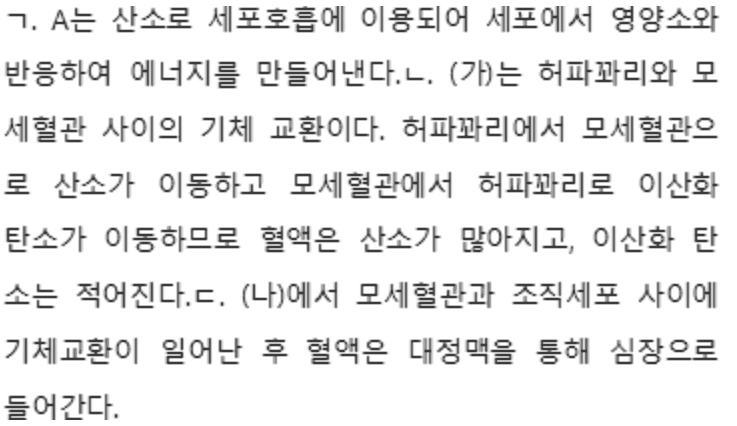 ㄱ. A는 산소로 세포호흡에 이용되어 세포에서 영양소와
반응하여 에너지를 만들어낸다.ㄴ. (가)는 허파꽈리와 모
세혈관 사이의 기체 교환이다. 허파꽈리에서 모세혈관으
로 산소가 이동하고 모세혈관에서 허파꽈리로 이산화
탄소가 이동하므로 혈액은 산소가 많아지고, 이산화 탄
소는 적어진다.ㄷ. (나)에서 모세혈관과 조직세포 사이에
기체교환이 일어난 후 혈액은 대정맥을 통해 심장으로
들어간다.